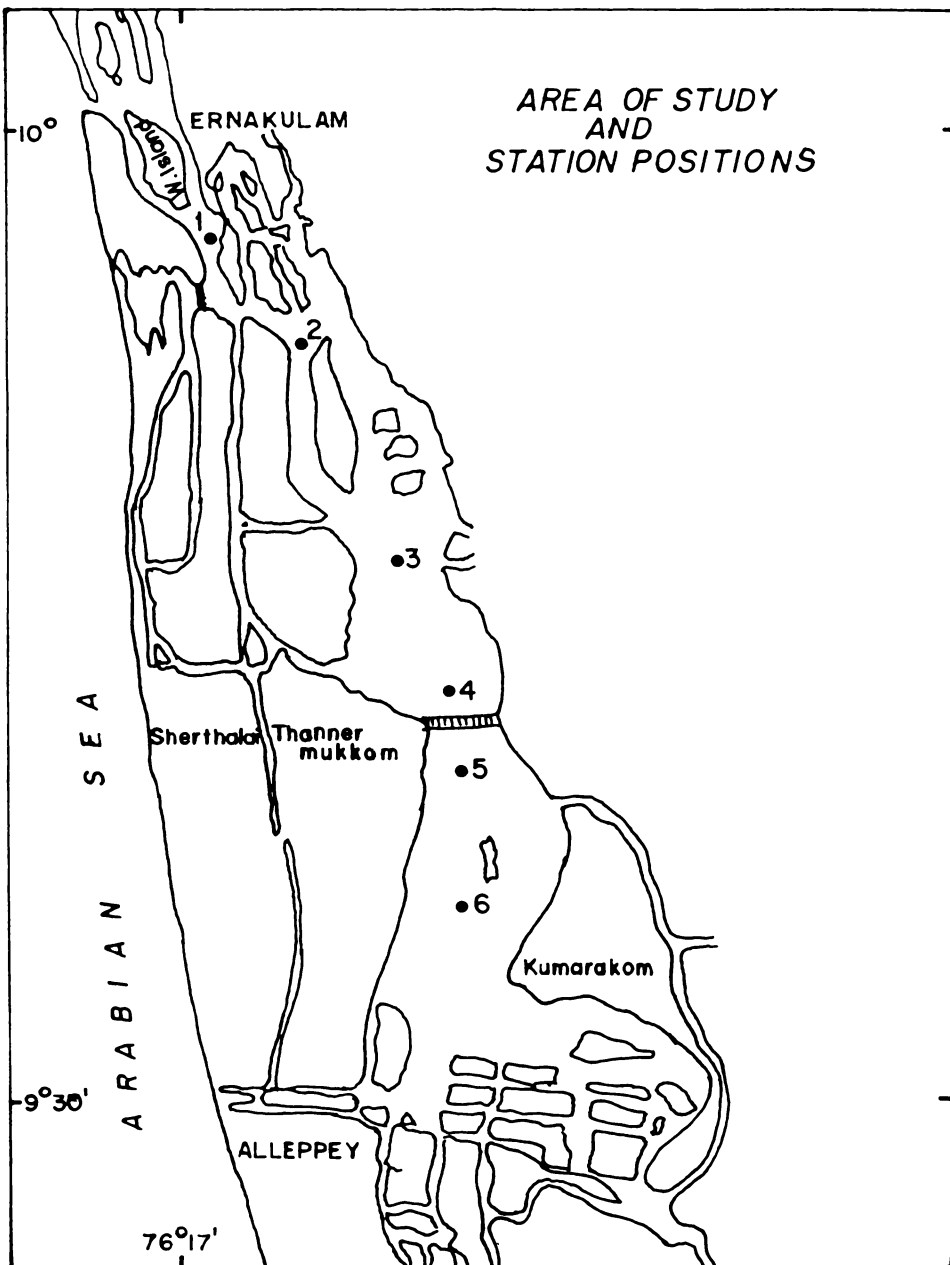 AREA OF STUDY
AND
STATION POSITIONS
10°
ERNAKULAM
W. Island
1
2
3
4
Sherthalai
Thanner
mukkom
5
6
Kumarakom
ARABIAN SEA
9°30'
ALLEPPEY
76°17'